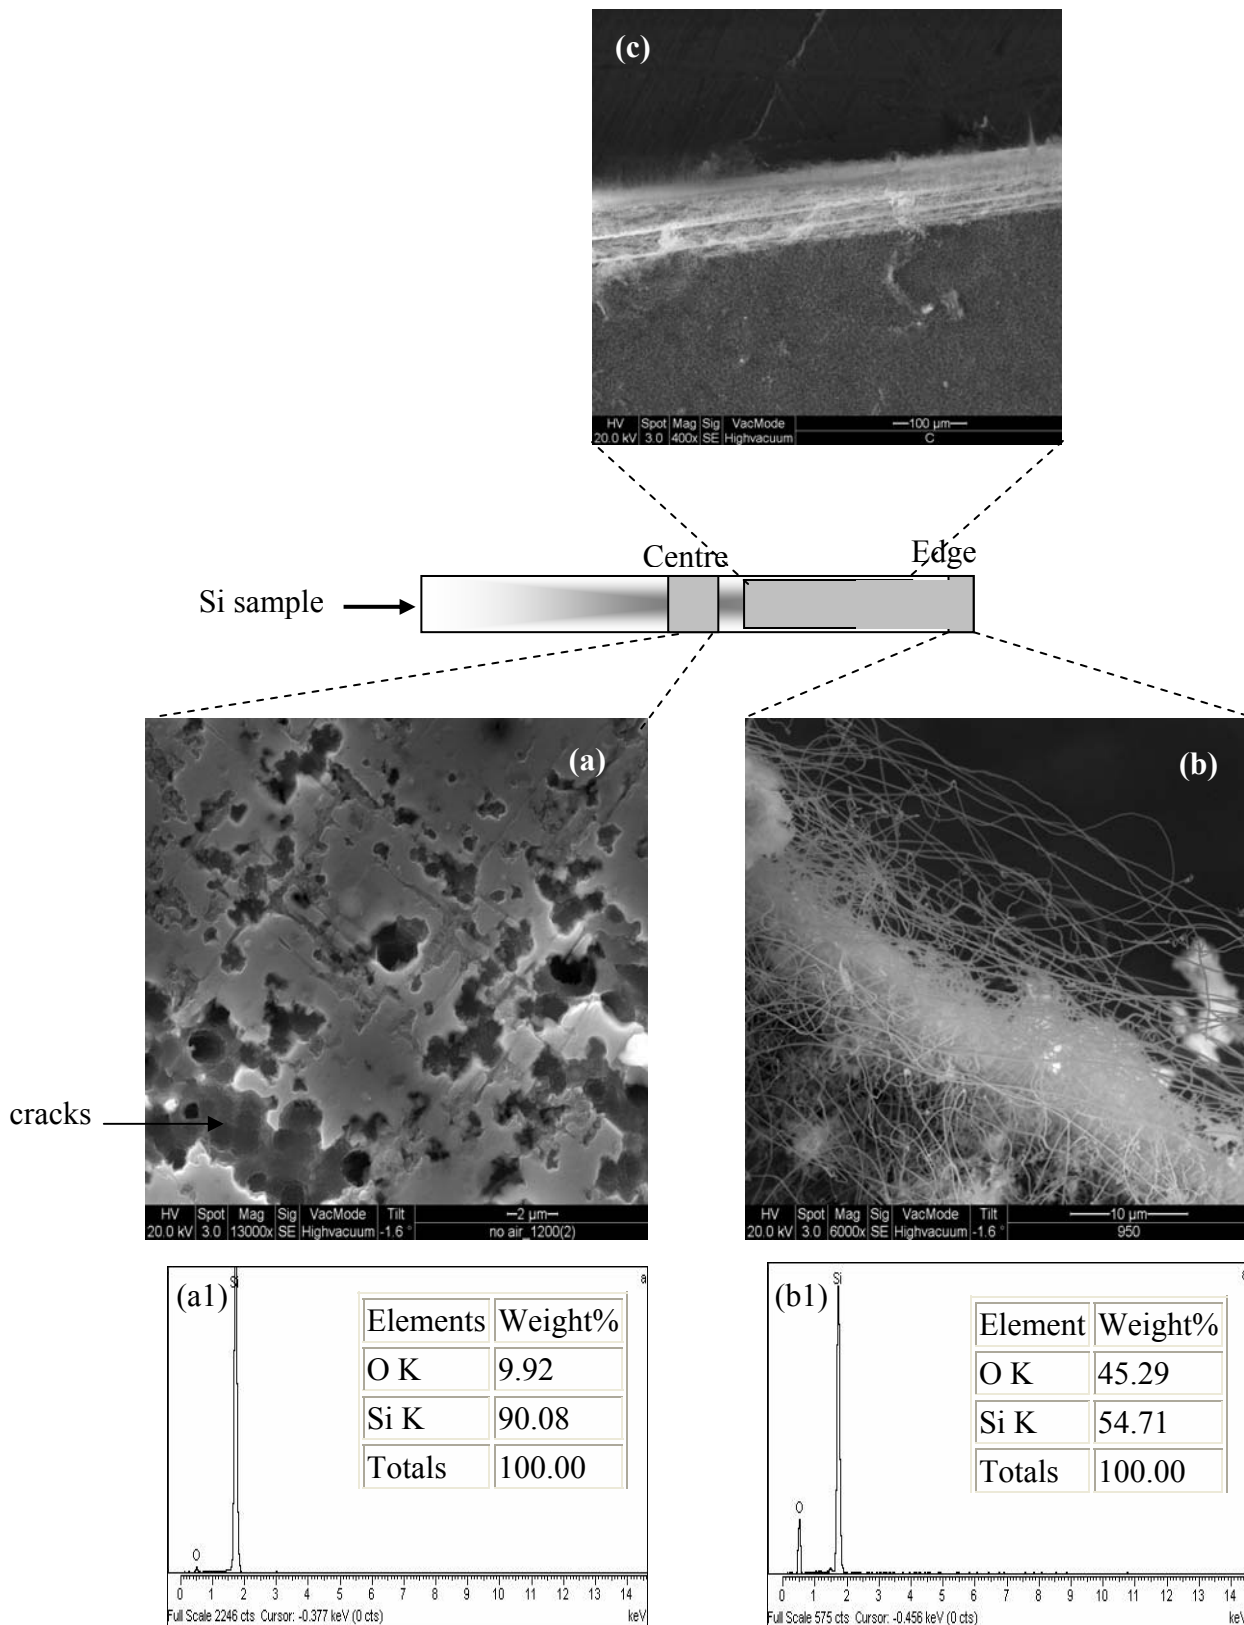 (c)
HV Spot Mag Sig VacMode —100 µm—
20.0 kV 3.0 400x SE Highvacuum C
Centre Edge
Si sample
(a)
(b)
cracks
HV Spot Mag Sig VacMode Tilt —2 µm—
20.0 kV 3.0 13000x SE Highvacuum -1.6 ° no air_1200(2)
HV Spot Mag Sig VacMode Tilt —10 µm—
20.0 kV 3.0 6000x SE Highvacuum -1.6 ° 950
(a1)
Si
a
Elements Weight%
O K 9.92
Si K 90.08
Totals 100.00
O
0 1 2 3 4 5 6 7 8 9 10 11 12 13 14
Full Scale 2246 cts Cursor: -0.377 keV (0 cts) keV
(b1)
Si
Element Weight%
O K 45.29
Si K 54.71
Totals 100.00
O
0 1 2 3 4 5 6 7 8 9 10 11 12 13 14
Full Scale 575 cts Cursor: -0.456 keV (0 cts) keV